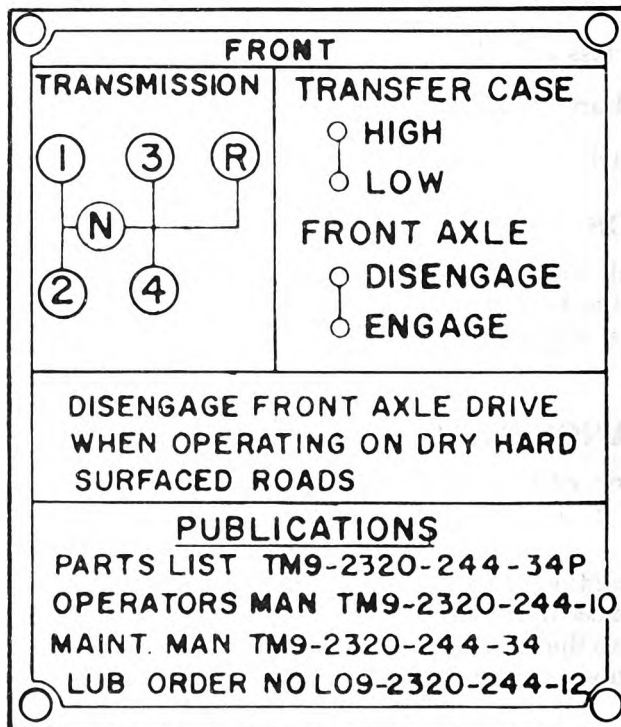 FRONT
TRANSMISSION
1 3 R
N
2 4
TRANSFER CASE
HIGH
LOW
FRONT AXLE
DISENGAGE
ENGAGE
DISENGAGE FRONT AXLE DRIVE
WHEN OPERATING ON DRY HARD
SURFACED ROADS
PUBLICATIONS
PARTS LIST TM9-2320-244-34P
OPERATORS MAN TM9-2320-244-10
MAINT. MAN TM9-2320-244-34
LUB ORDER NO LO9-2320-244-12